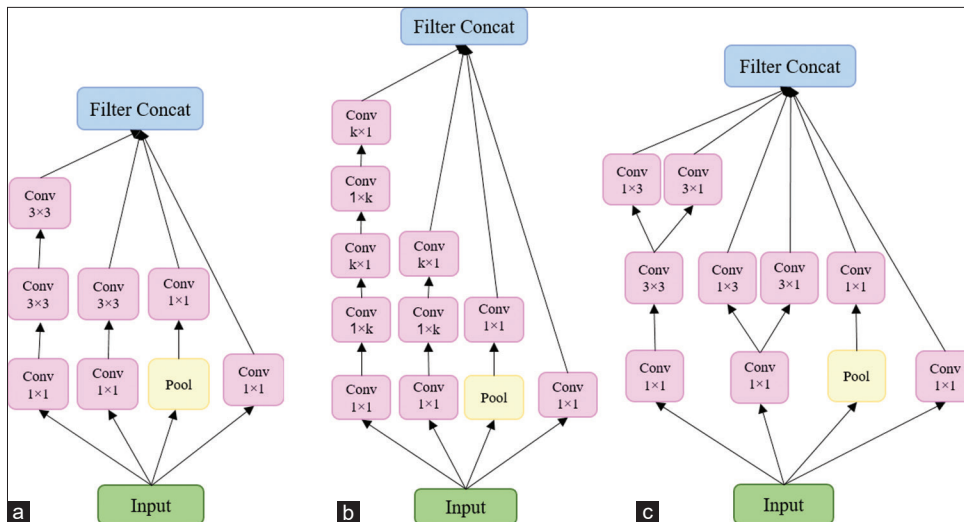 Filter Concat
Conv
3×3
Conv
3×3
Conv
3×3
Conv
1×1
Conv
1×1
Conv
1×1
Pool
Conv
1×1
Input
a
Filter Concat
Conv
k×1
Conv
1×k
Conv
k×1
Conv
k×1
Conv
1×k
Conv
1×k
Conv
1×1
Conv
1×1
Conv
1×1
Pool
Conv
1×1
Input
b
Filter Concat
Conv
1×3
Conv
3×1
Conv
3×3
Conv
1×3
Conv
3×1
Conv
1×1
Conv
1×1
Conv
1×1
Pool
Conv
1×1
Input
c